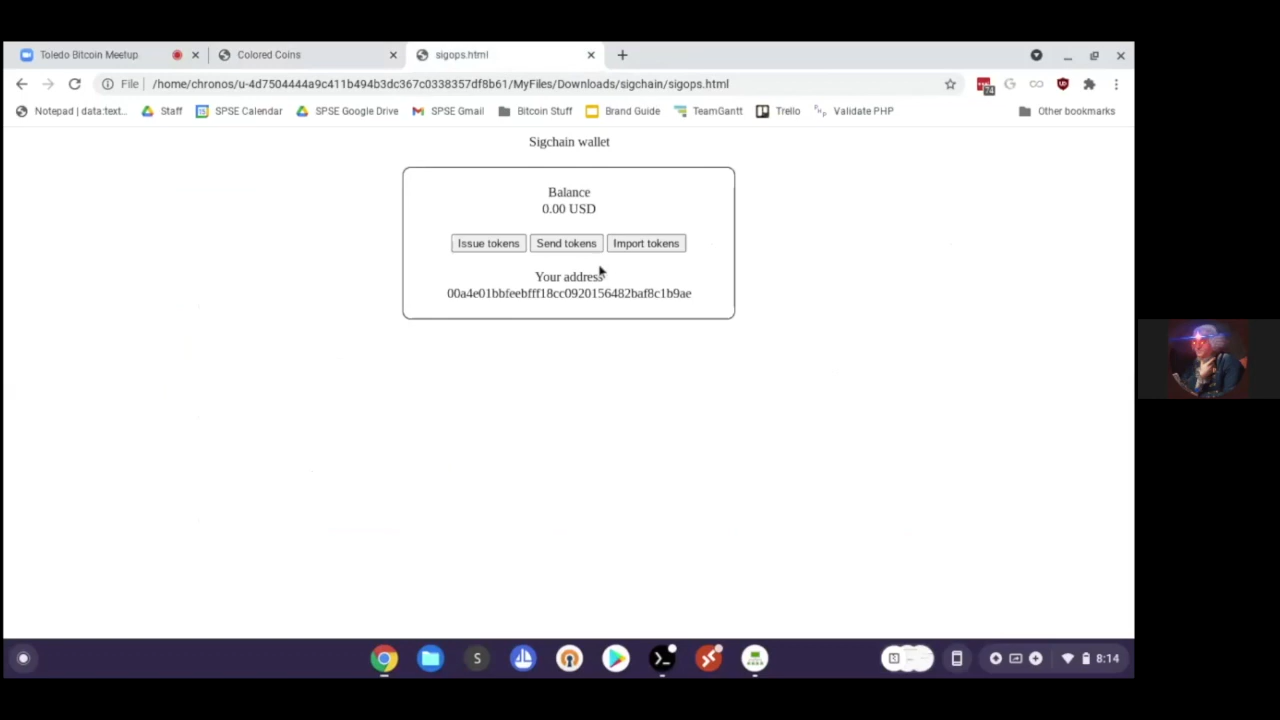 Toledo Bitcoin Meetup
Colored Coins
sigops.html
File
/home/chronos/u-4d7504444a9c411b494b3dc367c0338357df8b61/MyFiles/Downloads/sigchain/sigops.html
74
Notepad | data:text...
Staff
SPSE Calendar
SPSE Google Drive
SPSE Gmail
Bitcoin Stuff
Brand Guide
TeamGantt
Trello
Validate PHP
Other bookmarks
Sigchain wallet
Balance
0.00 USD
Issue tokens
Send tokens
Import tokens
Your address
00a4e01bbfeebfff18cc0920156482baf8c1b9ae
S
8:14